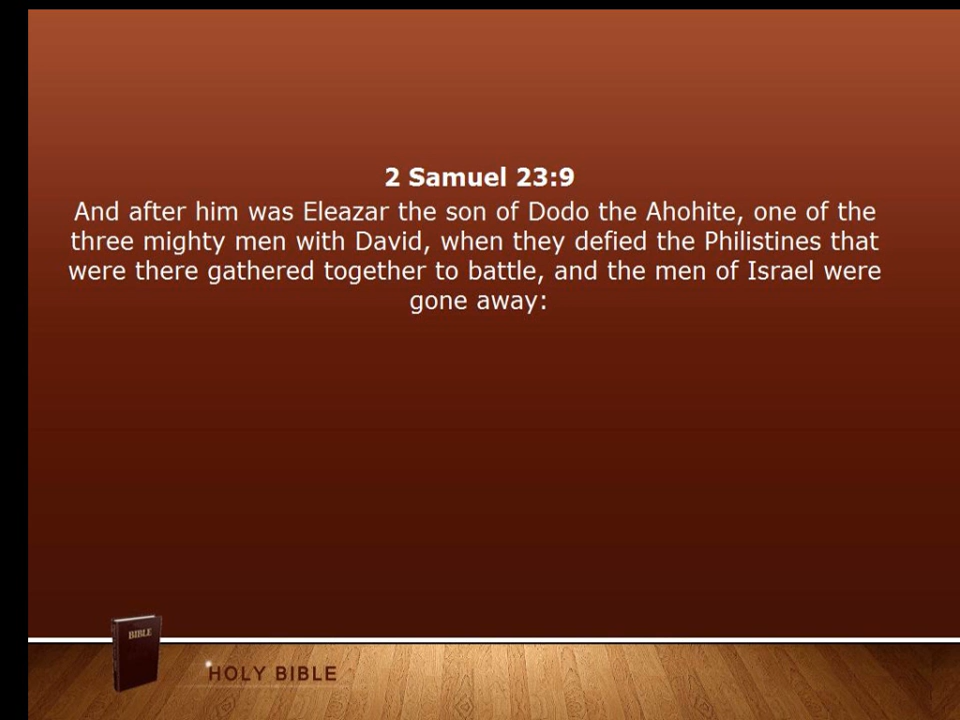 2 Samuel 23:9
And after him was Eleazar the son of Dodo the Ahohite, one of the
three mighty men with David, when they defied the Philistines that
were there gathered together to battle, and the men of Israel were
gone away:
BIBLE
HOLY BIBLE